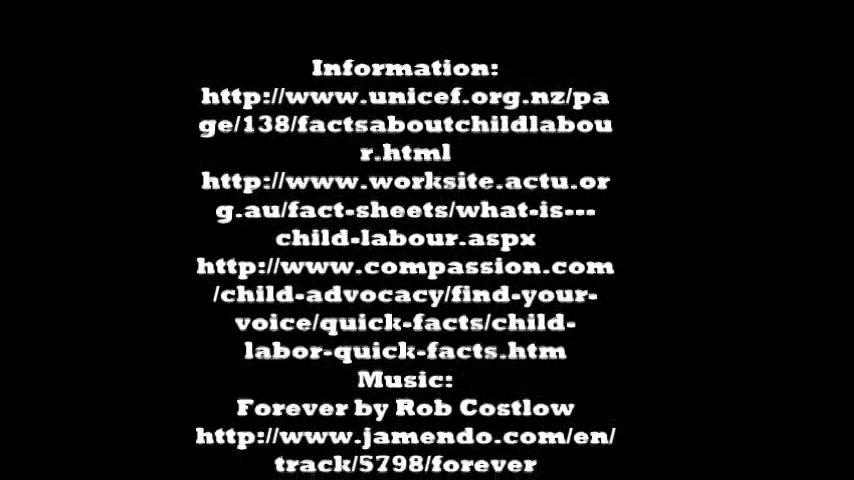 Information:
http://www.unicef.org.nz/pa
ge/138/factsaboutchildlabou
r.html
http://www.worksite.actu.or
g.au/fact-sheets/what-is---
child-labour.aspx
http://www.compassion.com
/child-advocacy/find-your-
voice/quick-facts/child-
labor-quick-facts.htm
Music:
Forever by Rob Costlow
http://www.jamendo.com/en/
track/5798/forever